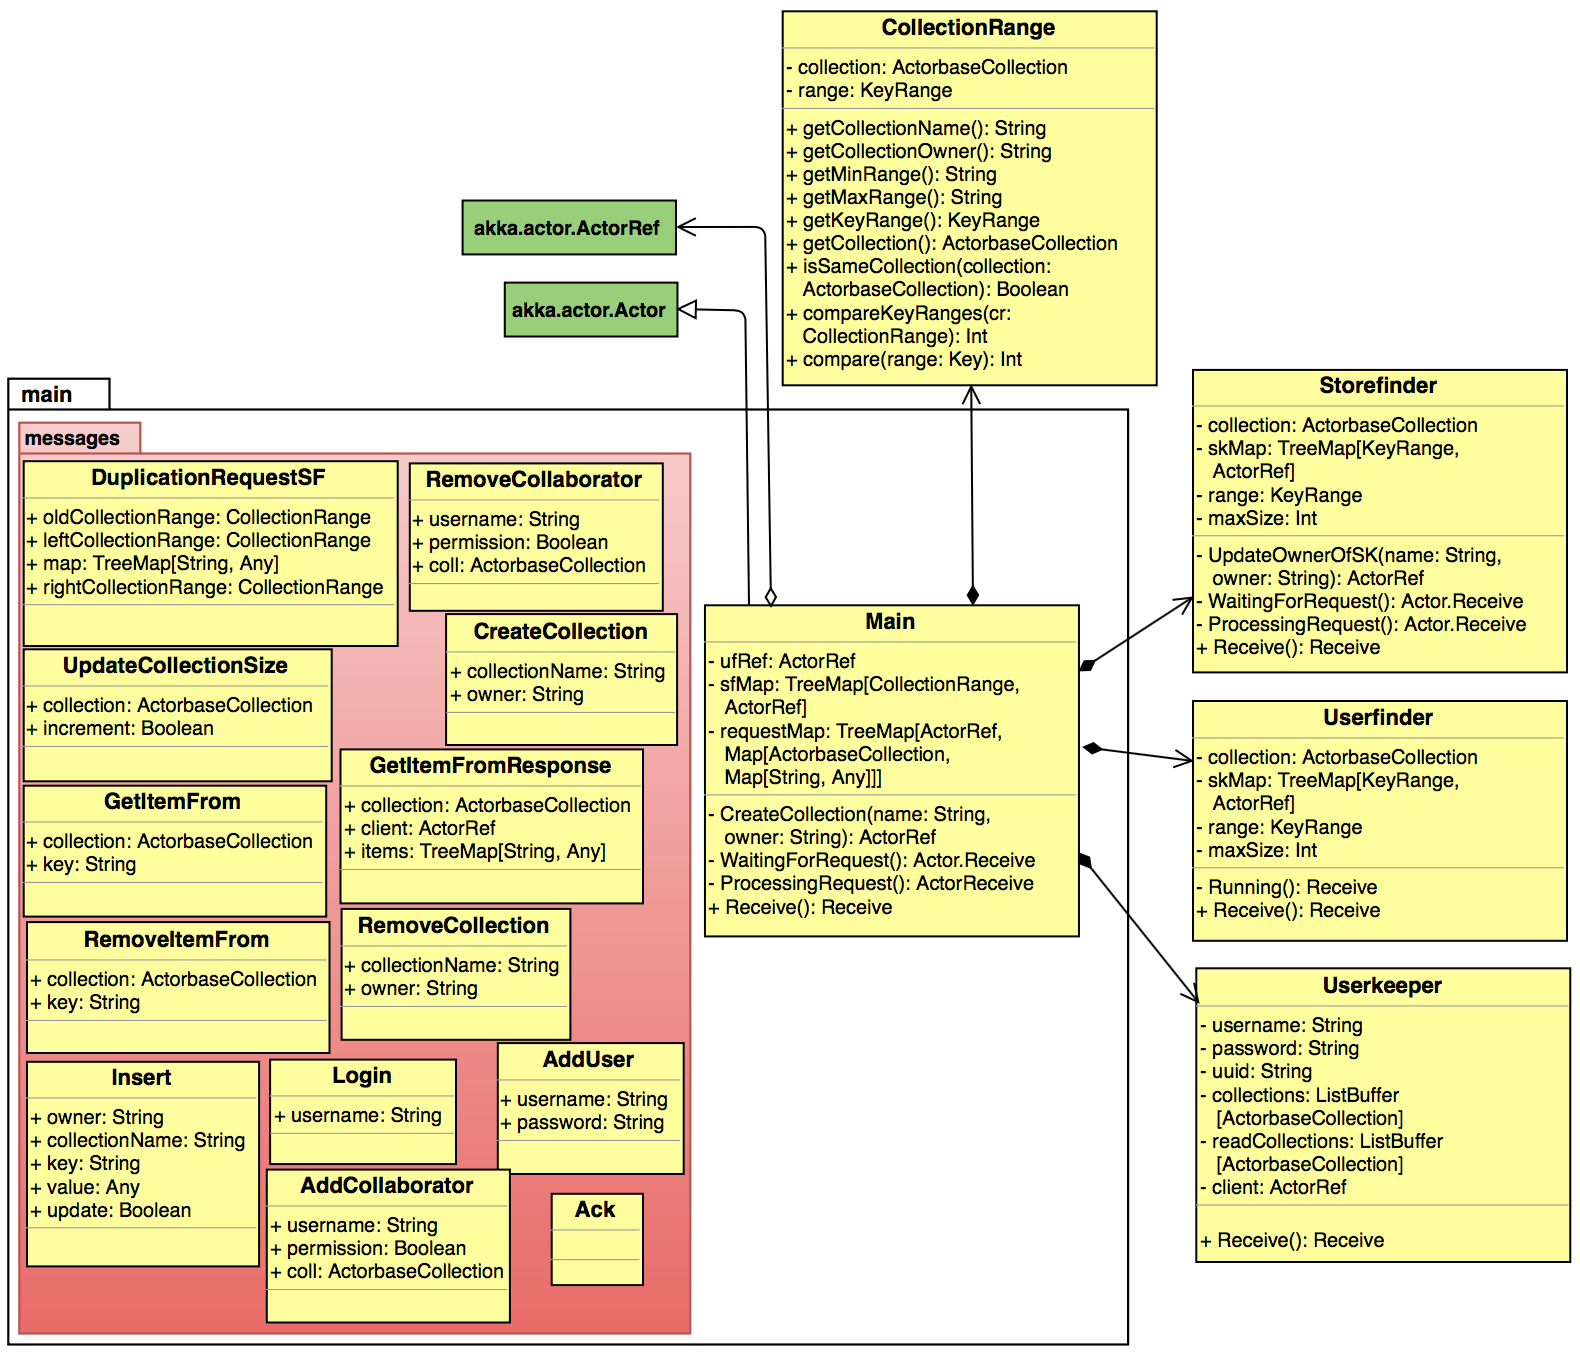 CollectionRange
- collection: ActorbaseCollection
- range: KeyRange
+ getCollectionName(): String
+ getCollectionOwner(): String
+ getMinRange(): String
+ getMaxRange(): String
+ getKeyRange(): KeyRange
+ getCollection(): ActorbaseCollection
+ isSameCollection(collection:
ActorbaseCollection): Boolean
+ compareKeyRanges(cr:
CollectionRange): Int
+ compare(range: Key): Int
akka.actor.ActorRef
akka.actor.Actor
main
messages
DuplicationRequestSF
+ oldCollectionRange: CollectionRange
+ leftCollectionRange: CollectionRange
+ map: TreeMap[String, Any]
+ rightCollectionRange: CollectionRange
RemoveCollaborator
+ username: String
+ permission: Boolean
+ coll: ActorbaseCollection
CreateCollection
+ collectionName: String
+ owner: String
UpdateCollectionSize
+ collection: ActorbaseCollection
+ increment: Boolean
GetItemFromResponse
+ collection: ActorbaseCollection
+ client: ActorRef
+ items: TreeMap[String, Any]
GetItemFrom
+ collection: ActorbaseCollection
+ key: String
RemoveCollection
+ collectionName: String
+ owner: String
RemoveItemFrom
+ collection: ActorbaseCollection
+ key: String
AddUser
+ username: String
+ password: String
Login
+ username: String
Insert
+ owner: String
+ collectionName: String
+ key: String
+ value: Any
+ update: Boolean
AddCollaborator
+ username: String
+ permission: Boolean
+ coll: ActorbaseCollection
Ack
Main
- ufRef: ActorRef
- sfMap: TreeMap[CollectionRange,
ActorRef]
- requestMap: TreeMap[ActorRef,
Map[ActorbaseCollection,
Map[String, Any]]]
- CreateCollection(name: String,
owner: String): ActorRef
- WaitingForRequest(): Actor.Receive
- ProcessingRequest(): ActorReceive
+ Receive(): Receive
Storefinder
- collection: ActorbaseCollection
- skMap: TreeMap[KeyRange,
ActorRef]
- range: KeyRange
- maxSize: Int
- UpdateOwnerOfSK(name: String,
owner: String): ActorRef
- WaitingForRequest(): Actor.Receive
- ProcessingRequest(): Actor.Receive
+ Receive(): Receive
Userfinder
- collection: ActorbaseCollection
- skMap: TreeMap[KeyRange,
ActorRef]
- range: KeyRange
- maxSize: Int
- Running(): Receive
+ Receive(): Receive
Userkeeper
- username: String
- password: String
- uuid: String
- collections: ListBuffer
[ActorbaseCollection]
- readCollections: ListBuffer
[ActorbaseCollection]
- client: ActorRef
+ Receive(): Receive